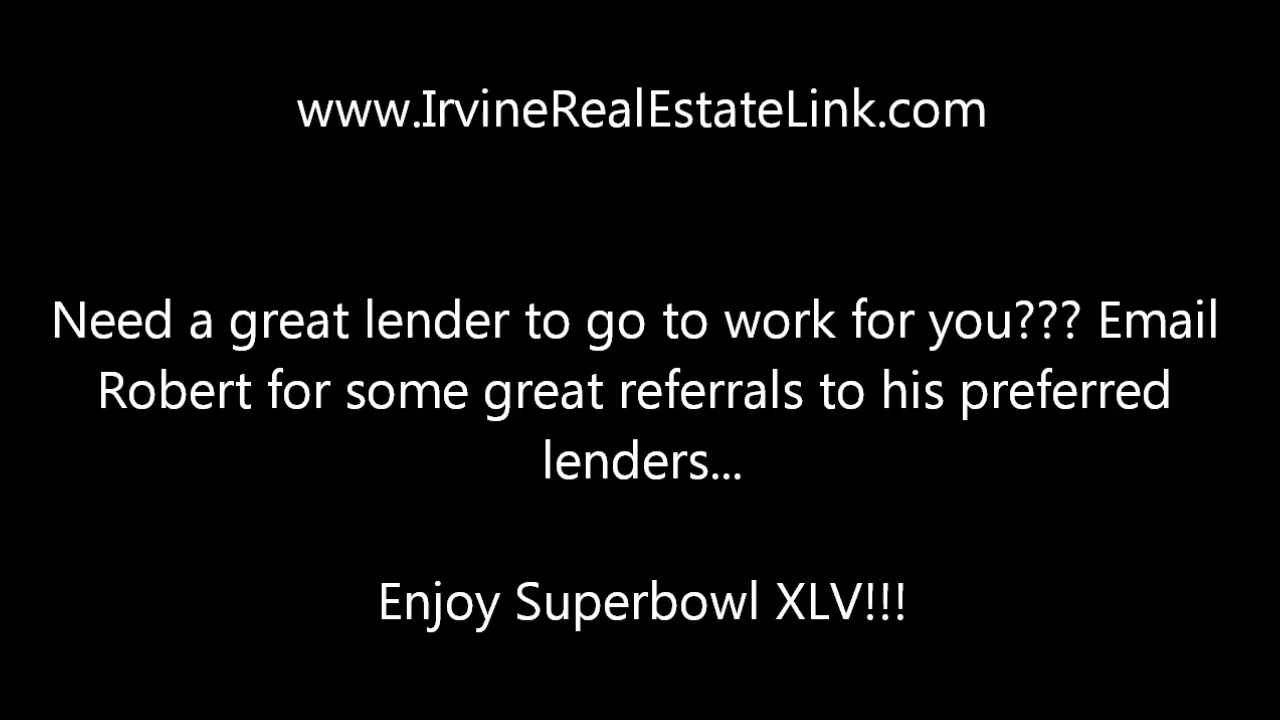 www.IrvineRealEstateLink.com
Need a great lender to go to work for you??? Email
Robert for some great referrals to his preferred
lenders...
Enjoy Superbowl XLV!!!